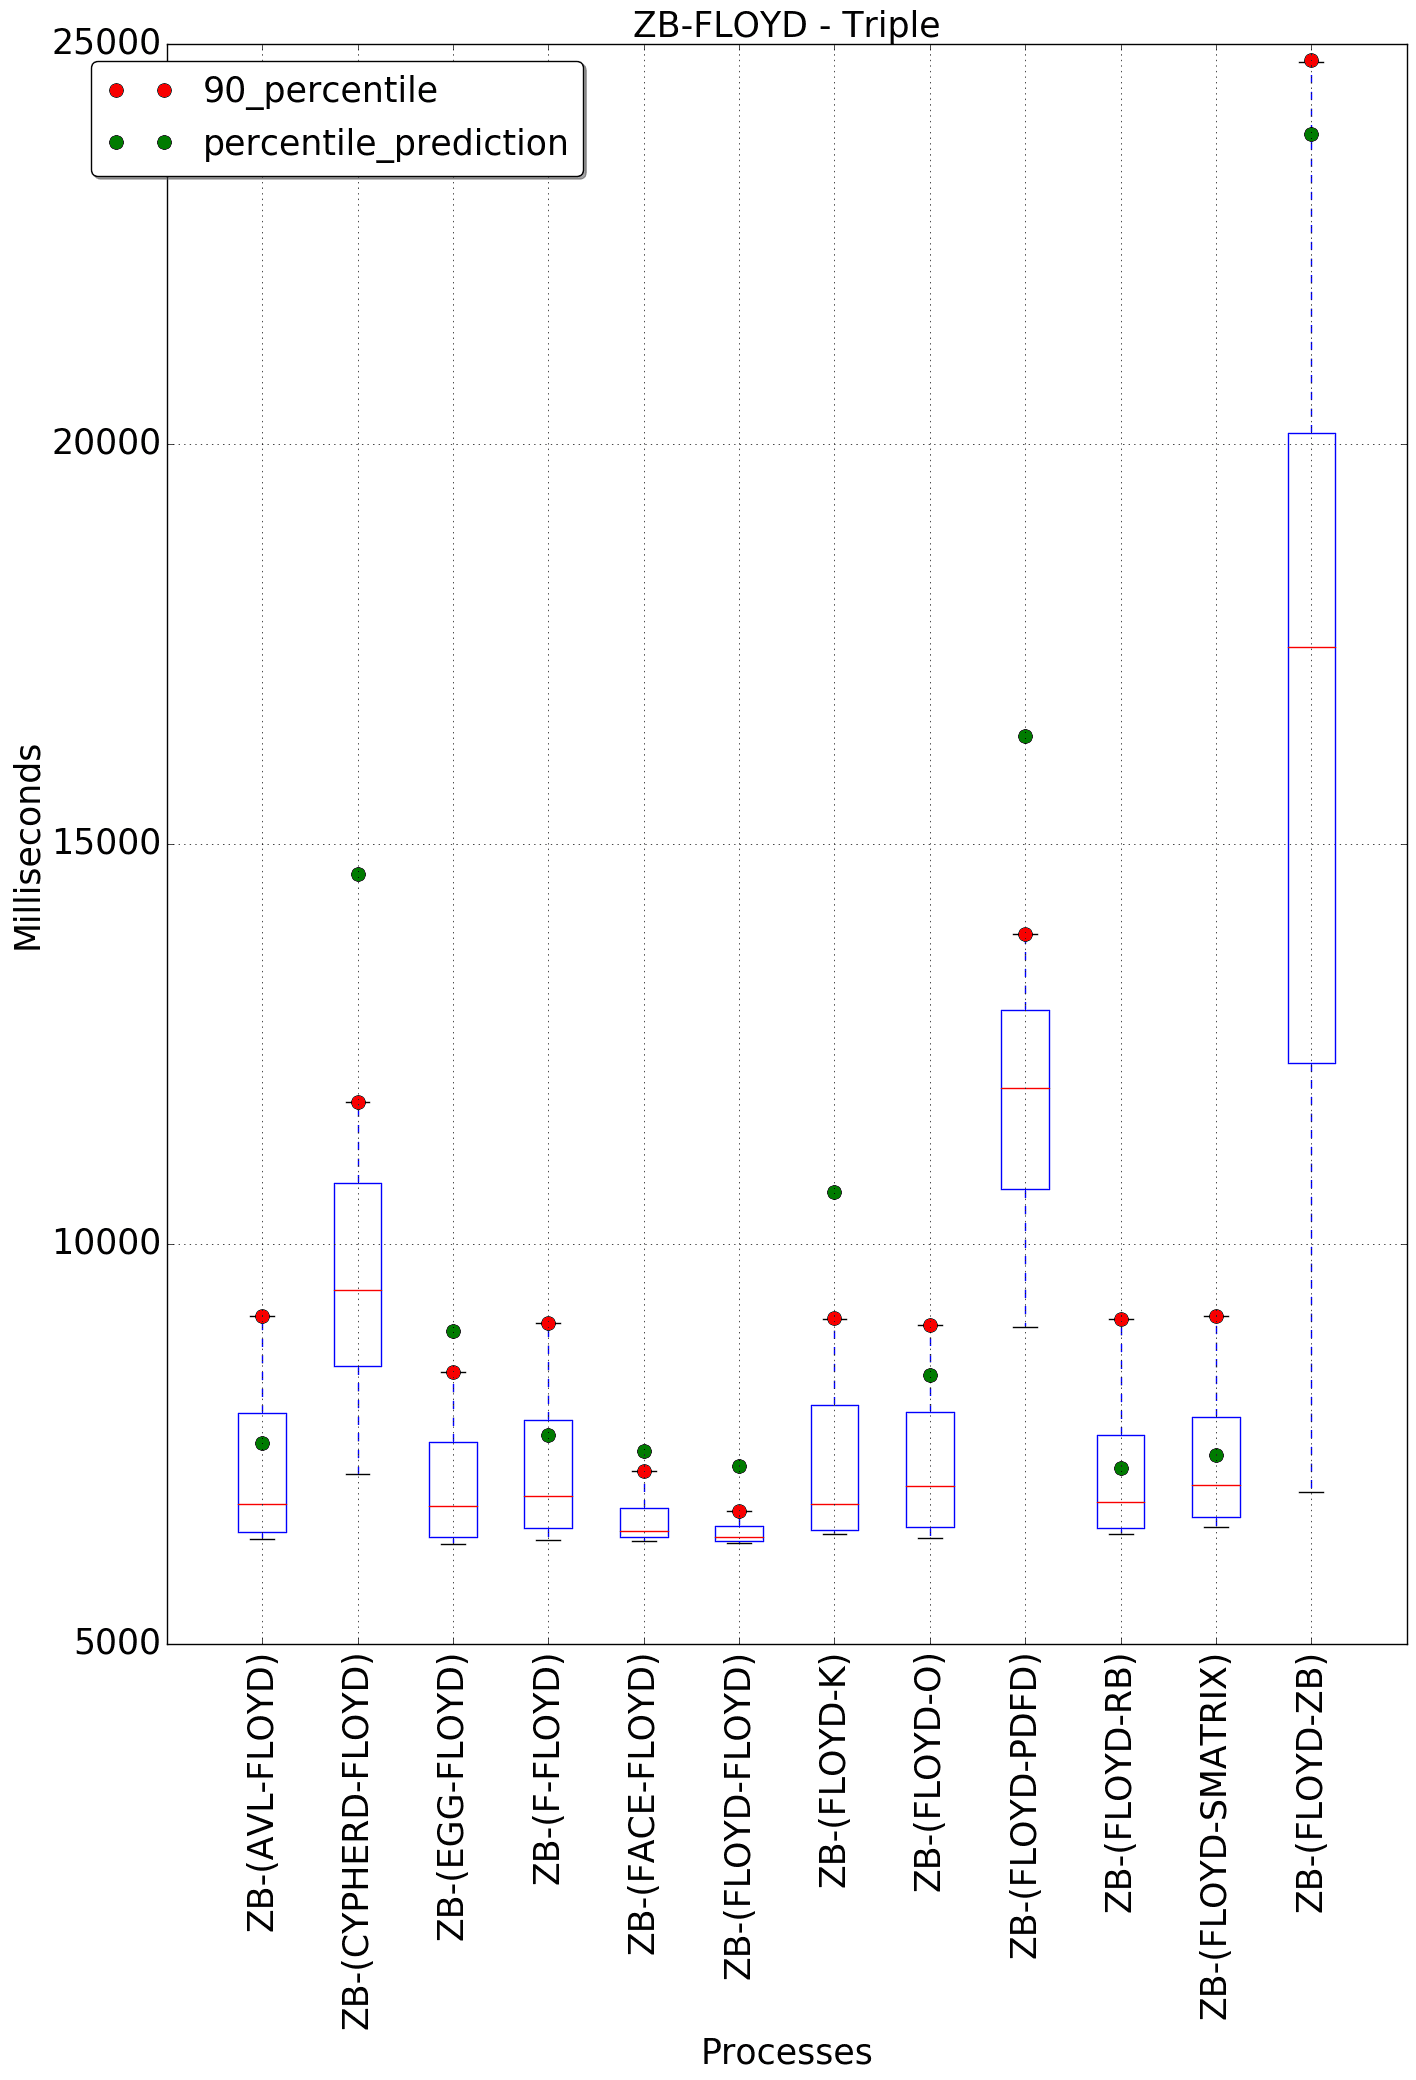 ZB-FLOYD - Triple
90_percentile
percentile_prediction
25000
20000
15000
10000
5000
Milliseconds
ZB-(AVL-FLOYD)
ZB-(CYPHERD-FLOYD)
ZB-(EGG-FLOYD)
ZB-(F-FLOYD)
ZB-(FACE-FLOYD)
ZB-(FLOYD-FLOYD)
ZB-(FLOYD-K)
ZB-(FLOYD-O)
ZB-(FLOYD-PDFD)
ZB-(FLOYD-RB)
ZB-(FLOYD-SMATRIX)
ZB-(FLOYD-ZB)
Processes